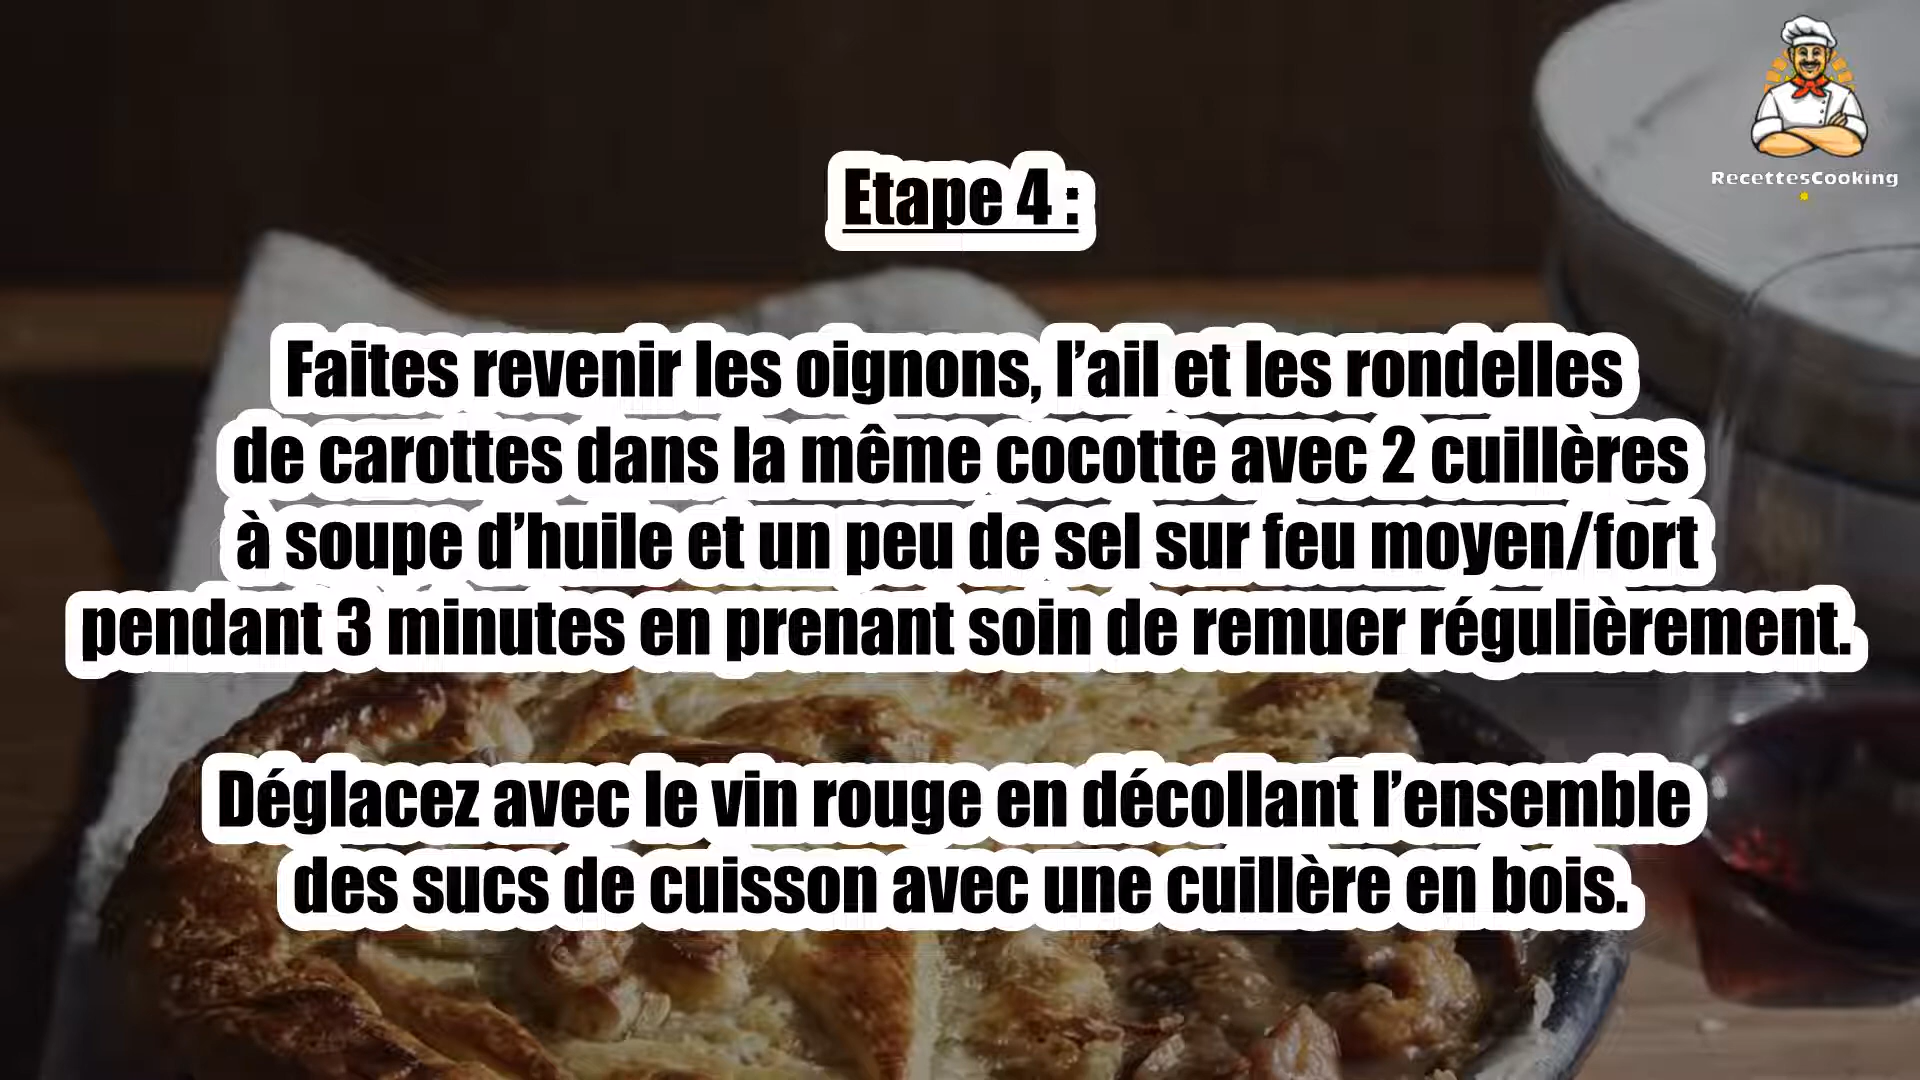 RecettesCooking
Etape 4 :
Faites revenir les oignons, l’ail et les rondelles
de carottes dans la même cocotte avec 2 cuillères
à soupe d’huile et un peu de sel sur feu moyen/fort
pendant 3 minutes en prenant soin de remuer régulièrement.
Déglacez avec le vin rouge en décollant l’ensemble
des sucs de cuisson avec une cuillère en bois.